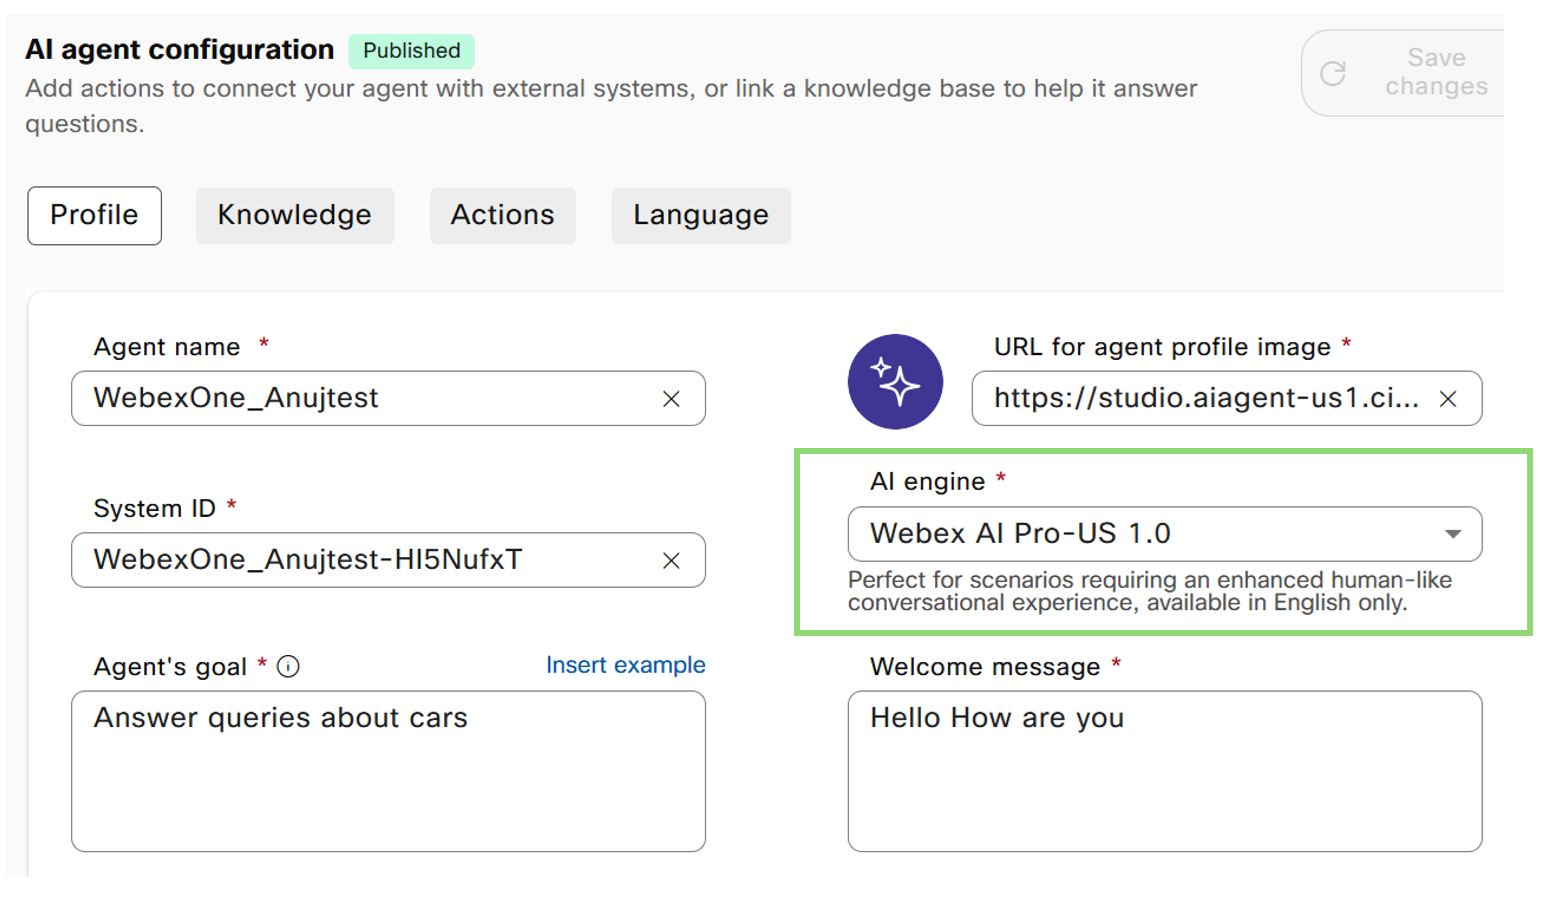 AI agent configuration Published
Add actions to connect your agent with external systems, or link a knowledge base to help it answer
questions.
Save
changes
Profile Knowledge Actions Language
Agent name *
WebexOne_Anujtest
URL for agent profile image *
https://studio.aiagent-us1.ci...
System ID *
WebexOne_Anujtest-HI5NufxT
AI engine *
Webex AI Pro-US 1.0
Perfect for scenarios requiring an enhanced human-like
conversational experience, available in English only.
Agent's goal * Insert example
Answer queries about cars
Welcome message *
Hello How are you